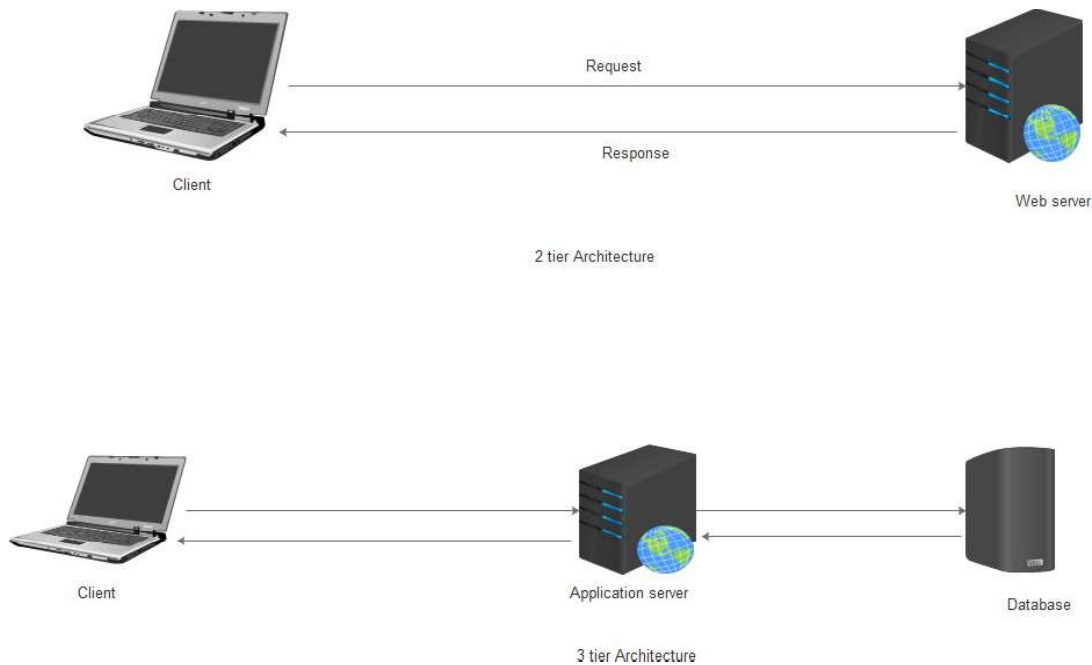 Request
Response
Client
Web server
2 tier Architecture
Client
Application server
Database
3 tier Architecture